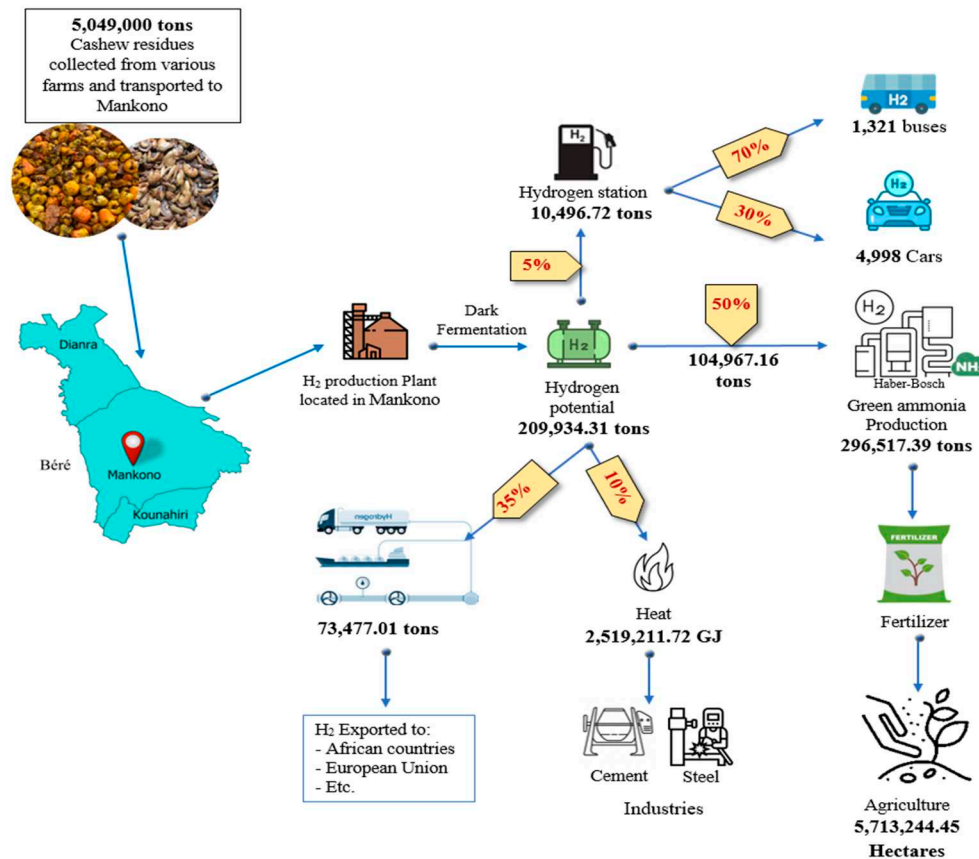 5,049,000 tons
Cashew residues
collected from various
farms and transported to
Mankono
H2
1,321 buses
70%
H2
Hydrogen station
10,496.72 tons
30%
H2
4,998 Cars
5%
50%
Dianra
Béré
Mankono
Kounahiri
H2 production Plant
located in Mankono
Dark
Fermentation
H2
Hydrogen
potential
209,934.31 tons
104,967.16
tons
H2
NH
Haber-Bosch
Green ammonia
Production
296,517.39 tons
35%
10%
Hydrogen
73,477.01 tons
Heat
2,519,211.72 GJ
FERTILIZER
Fertilizer
H2 Exported to:
- African countries
- European Union
- Etc.
Cement
Steel
Industries
Agriculture
5,713,244.45
Hectares